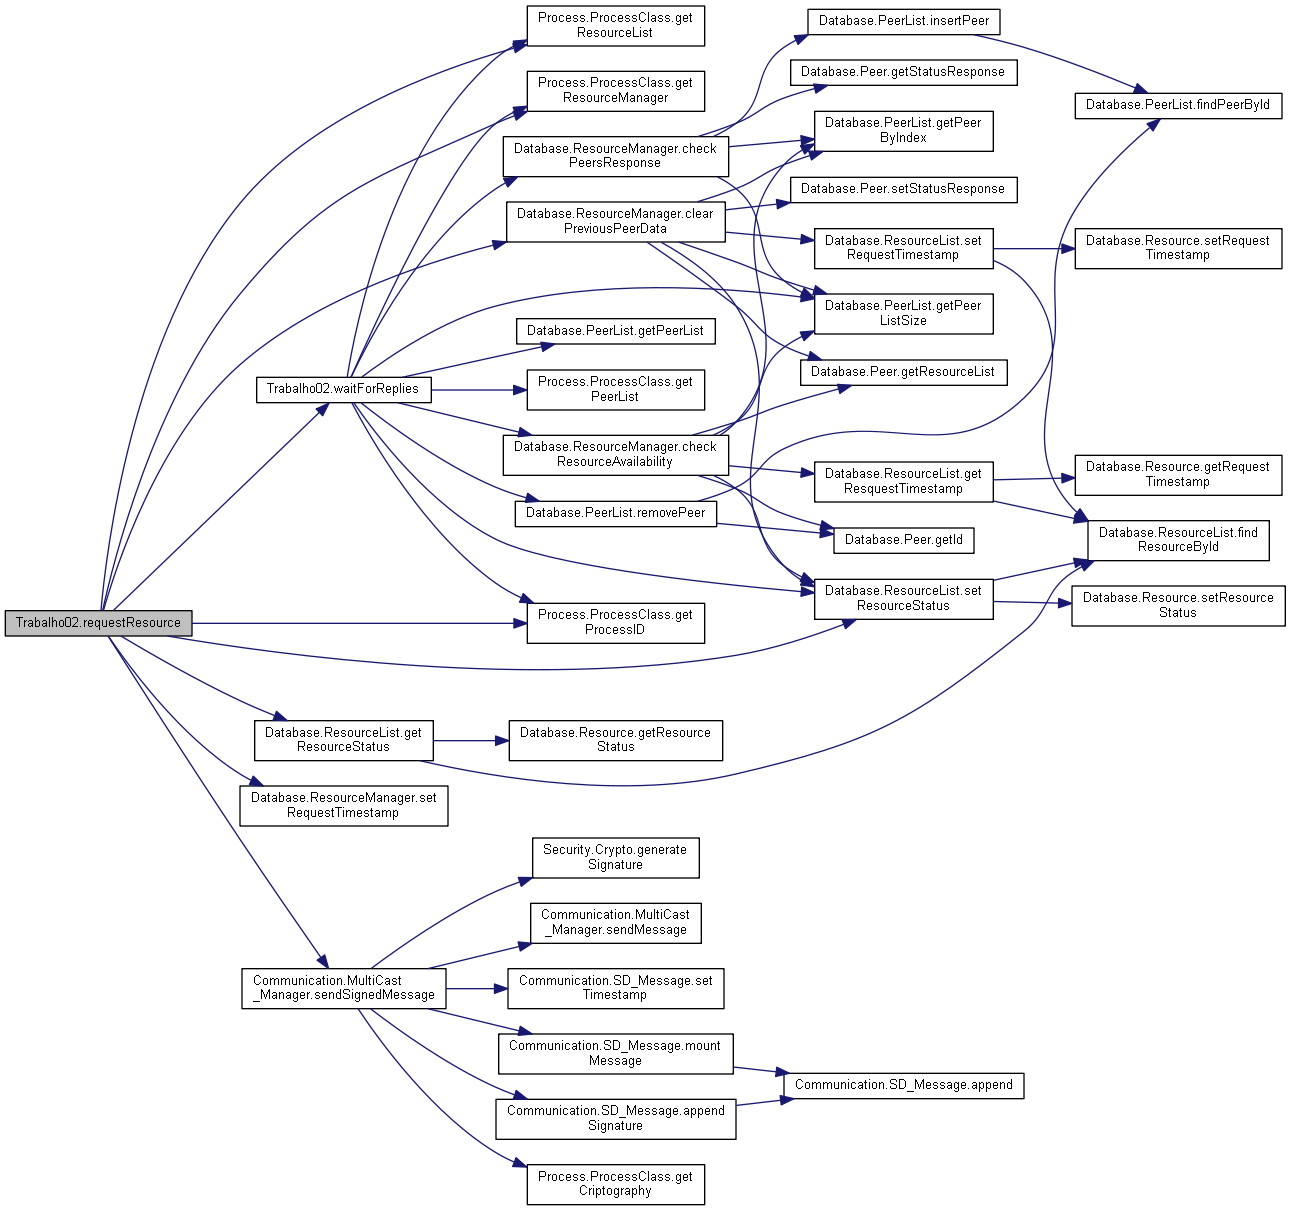 Process.ProcessClass.get
ResourceList
Database.PeerList.insertPeer
Database.Peer.getStatusResponse
Process.ProcessClass.get
ResourceManager
Database.PeerList.findPeerById
Database.PeerList.getPeer
ByIndex
Database.ResourceManager.check
PeersResponse
Database.Peer.setStatusResponse
Database.ResourceManager.clear
PreviousPeerData
Database.ResourceList.set
RequestTimestamp
Database.Resource.setRequest
Timestamp
Database.PeerList.getPeer
ListSize
Database.PeerList.getPeerList
Database.Peer.getResourceList
Trabalho02.waitForReplies
Process.ProcessClass.get
PeerList
Database.ResourceManager.check
ResourceAvailability
Database.ResourceList.get
ResquestTimestamp
Database.Resource.getRequest
Timestamp
Database.PeerList.removePeer
Database.Peer.getId
Database.ResourceList.find
ResourceById
Database.ResourceList.set
ResourceStatus
Database.Resource.setResource
Status
Trabalho02.requestResource
Process.ProcessClass.get
ProcessID
Database.ResourceList.get
ResourceStatus
Database.Resource.getResource
Status
Database.ResourceManager.set
RequestTimestamp
Security.Crypto.generate
Signature
Communication.MultiCast
_Manager.sendMessage
Communication.MultiCast
_Manager.sendSignedMessage
Communication.SD_Message.set
Timestamp
Communication.SD_Message.mount
Message
Communication.SD_Message.append
Communication.SD_Message.append
Signature
Process.ProcessClass.get
Criptography